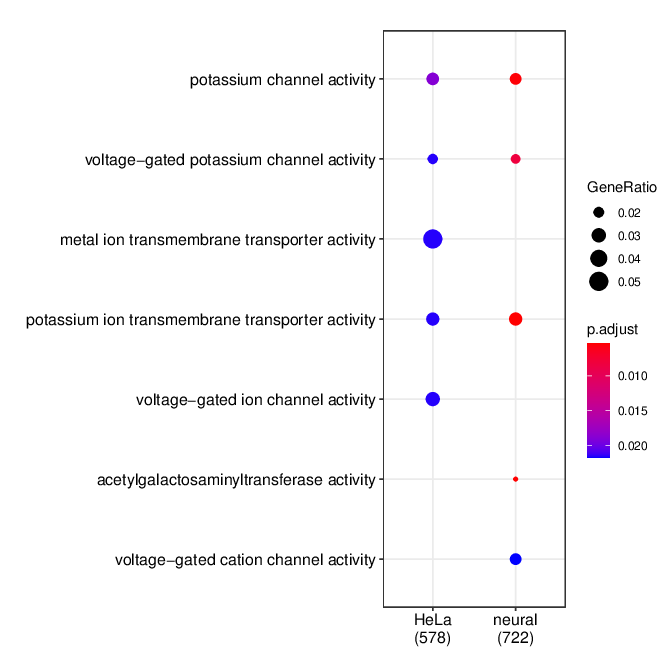 potassium channel activity
voltage−gated potassium channel activity
metal ion transmembrane transporter activity
potassium ion transmembrane transporter activity
voltage−gated ion channel activity
acetylgalactosaminyltransferase activity
voltage−gated cation channel activity
HeLa
(578)
neural
(722)
GeneRatio
0.02
0.03
0.04
0.05
p.adjust
0.010
0.015
0.020